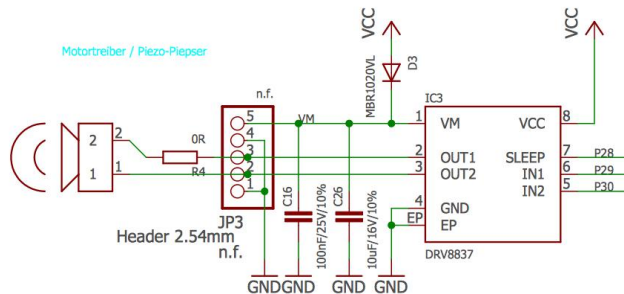 VCC
VCC
Motortreiber / Piezo-Piepser
D3
MBR1020VL
n.f.
IC3
5
VM
1
VM
VCC
8
4
2
2
0R
3
2
OUT1
SLEEP
7
P28
1
1
R4
2
3
OUT2
IN1
6
P29
1
IN2
5
P30
C16
100nF/25V/10%
C26
10uF/16V/10%
4
GND
EP
EP
JP3
Header 2.54mm
n.f.
DRV8837
GND
GND
GND
GND